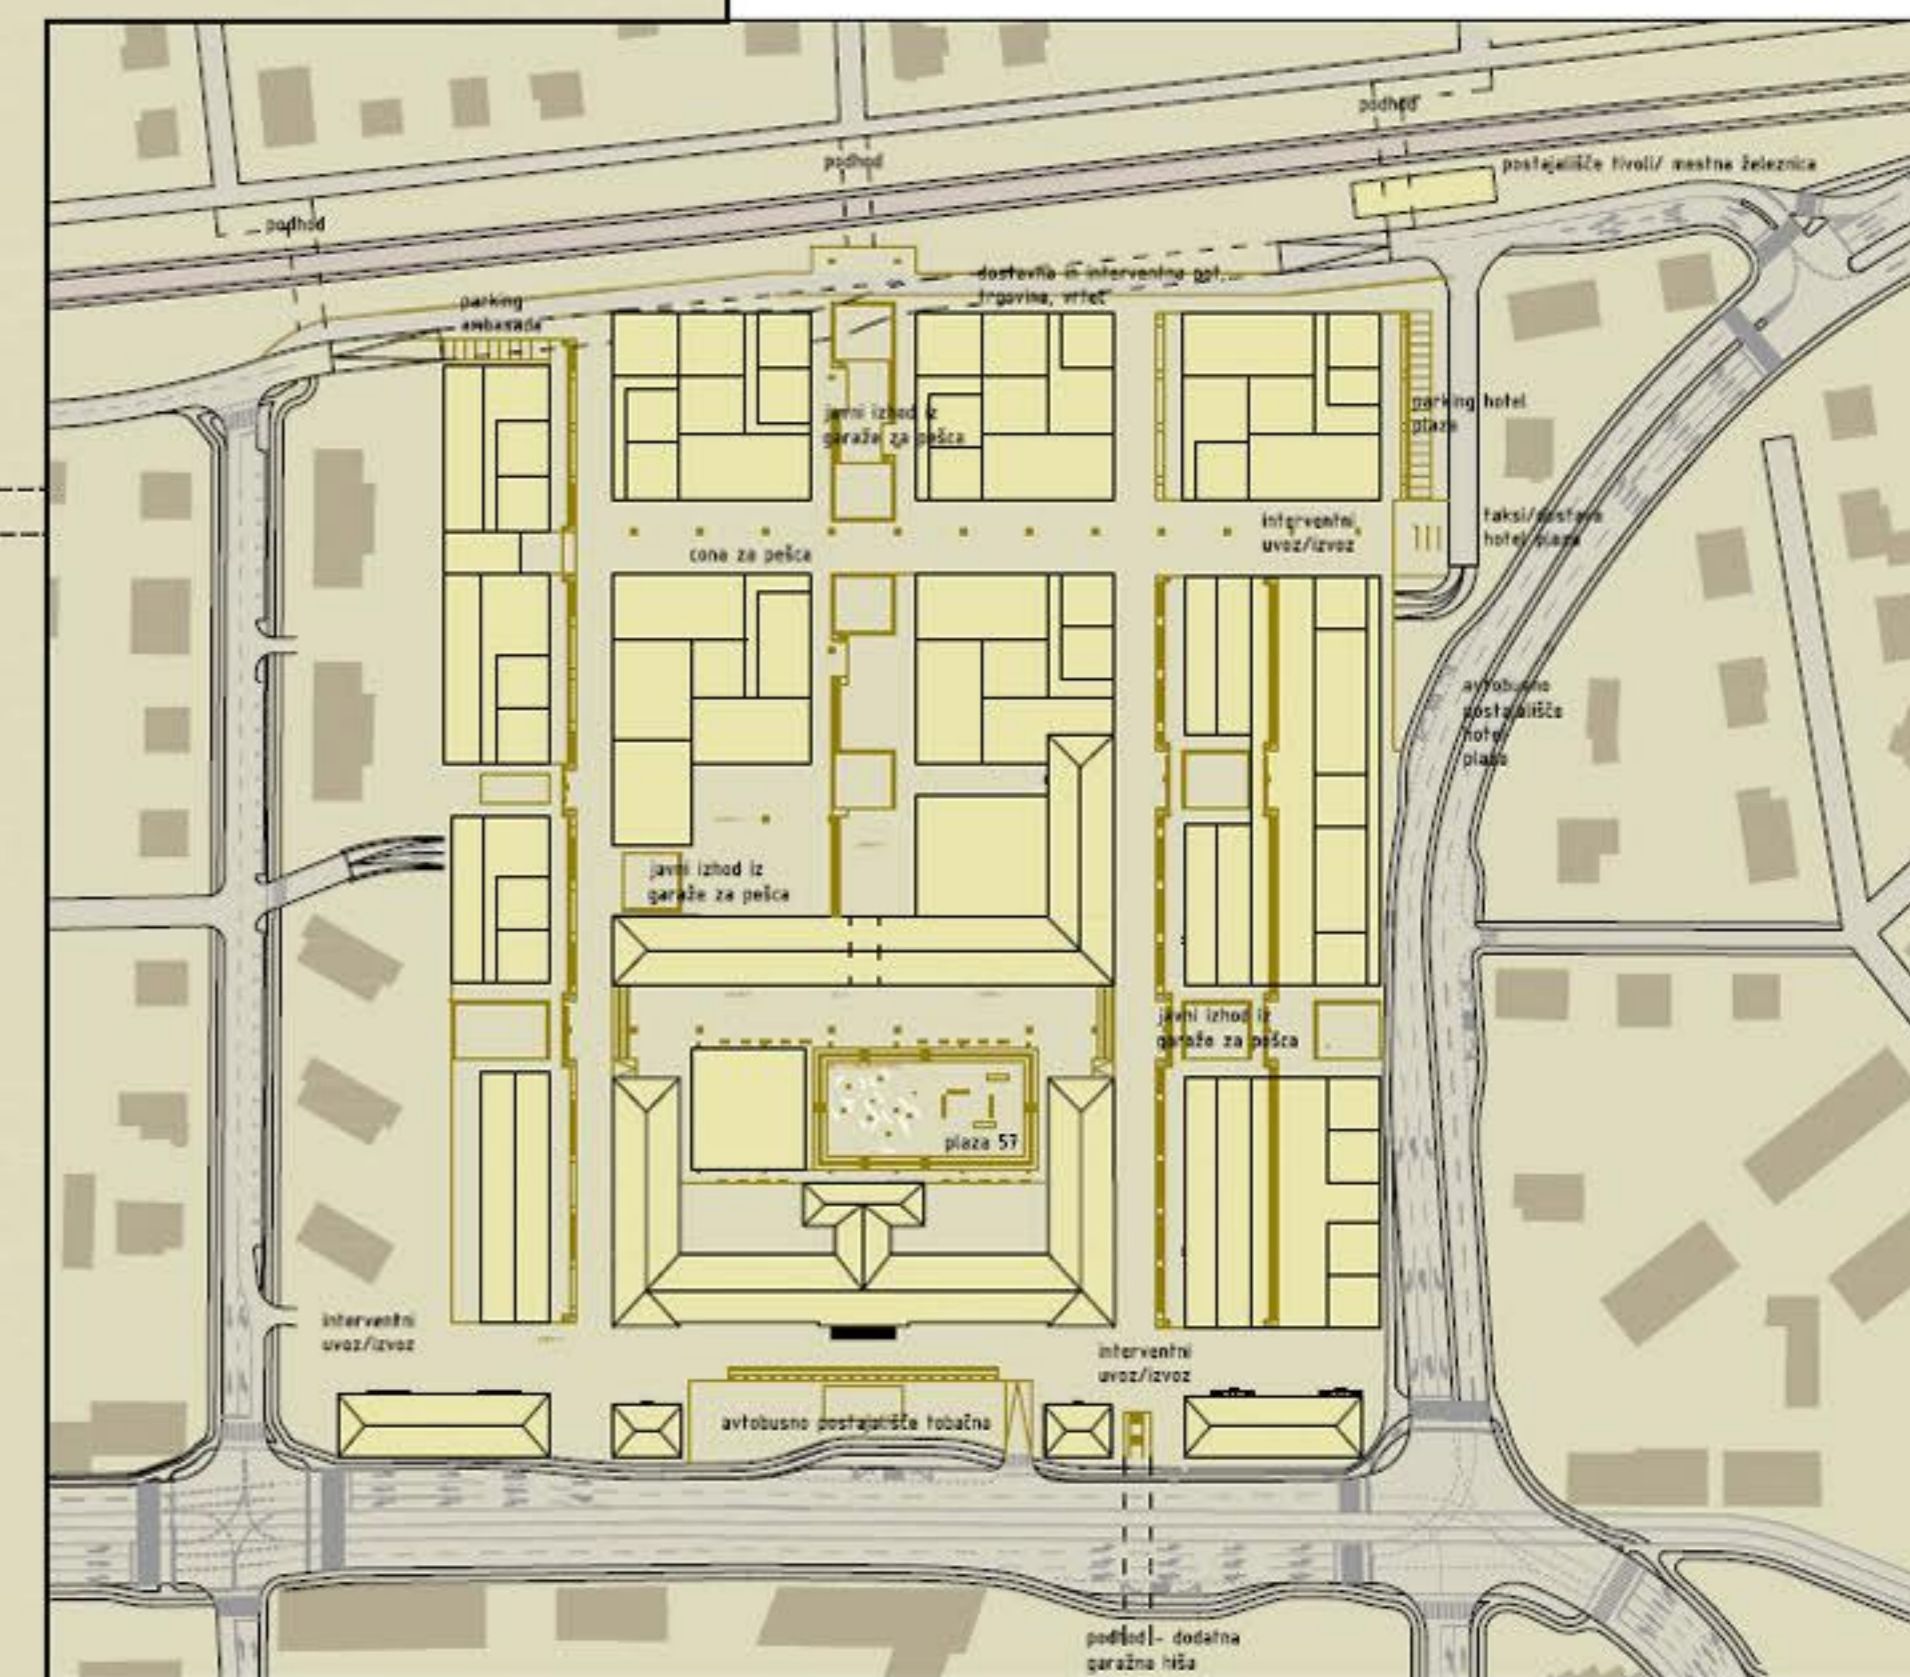 podhod
podhod
postajališče tivoli/ mestna železnica
podhod
dostavna in interventna pot,...
trgovina, vrtec
parking
ambasada
parking hotel
plaza
javni izhod iz
garaže za pešca
interventni
uvoz/izvoz
taksi/dostava
hotel plaza
cona za pešca
avtobusno
postajališče
hotel
plaza
javni izhod iz
garaže za pešca
javni izhod iz
garaže za pešca
plaza 57
interventni
uvoz/izvoz
interventni
uvoz/izvoz
avtobusno postajališče tobačna
podhod - dodatna
garažna hiša